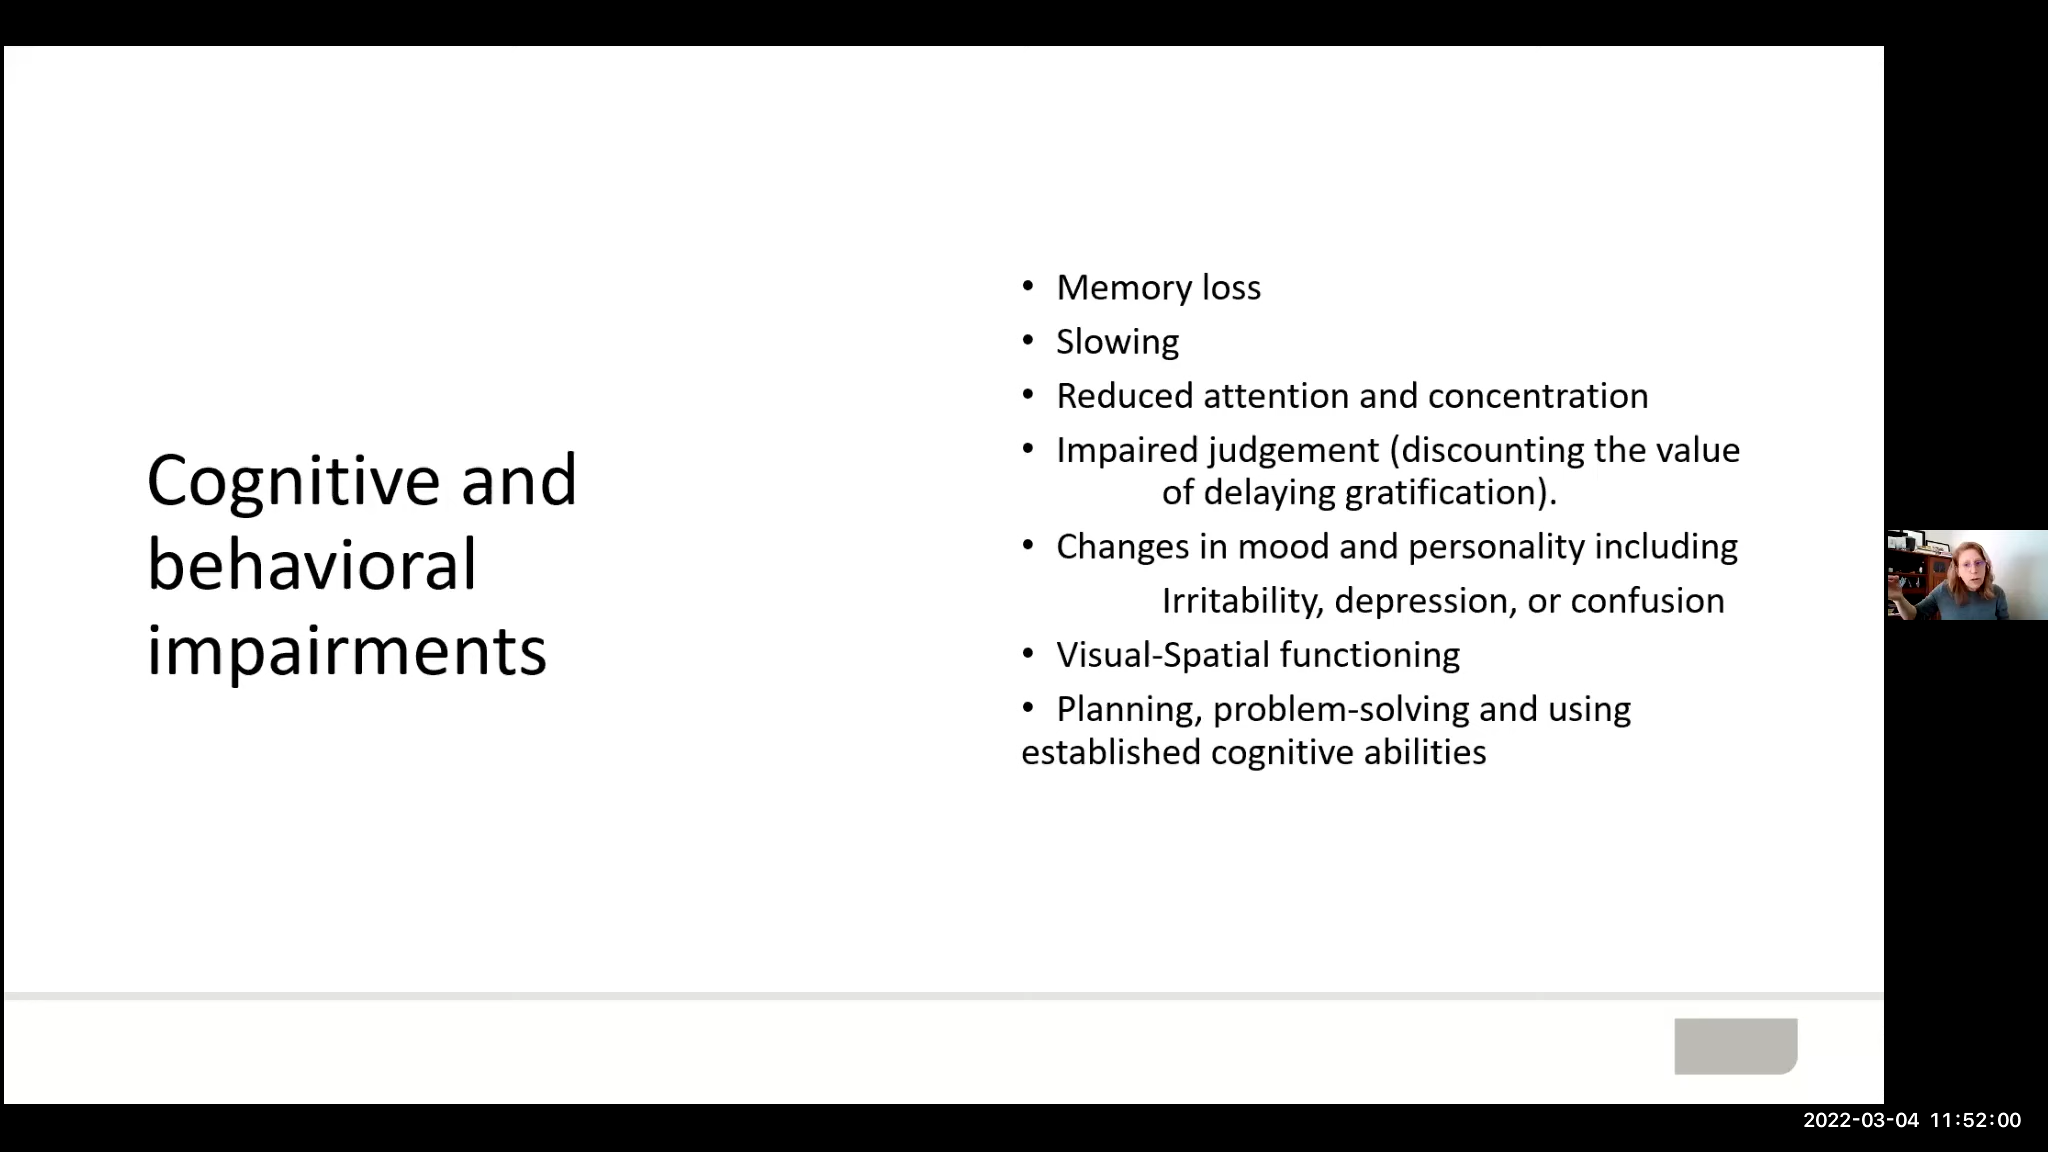 Cognitive and
behavioral
impairments
• Memory loss
• Slowing
• Reduced attention and concentration
• Impaired judgement (discounting the value
of delaying gratification).
• Changes in mood and personality including
Irritability, depression, or confusion
• Visual-Spatial functioning
• Planning, problem-solving and using
established cognitive abilities
2022-03-04 11:52:00